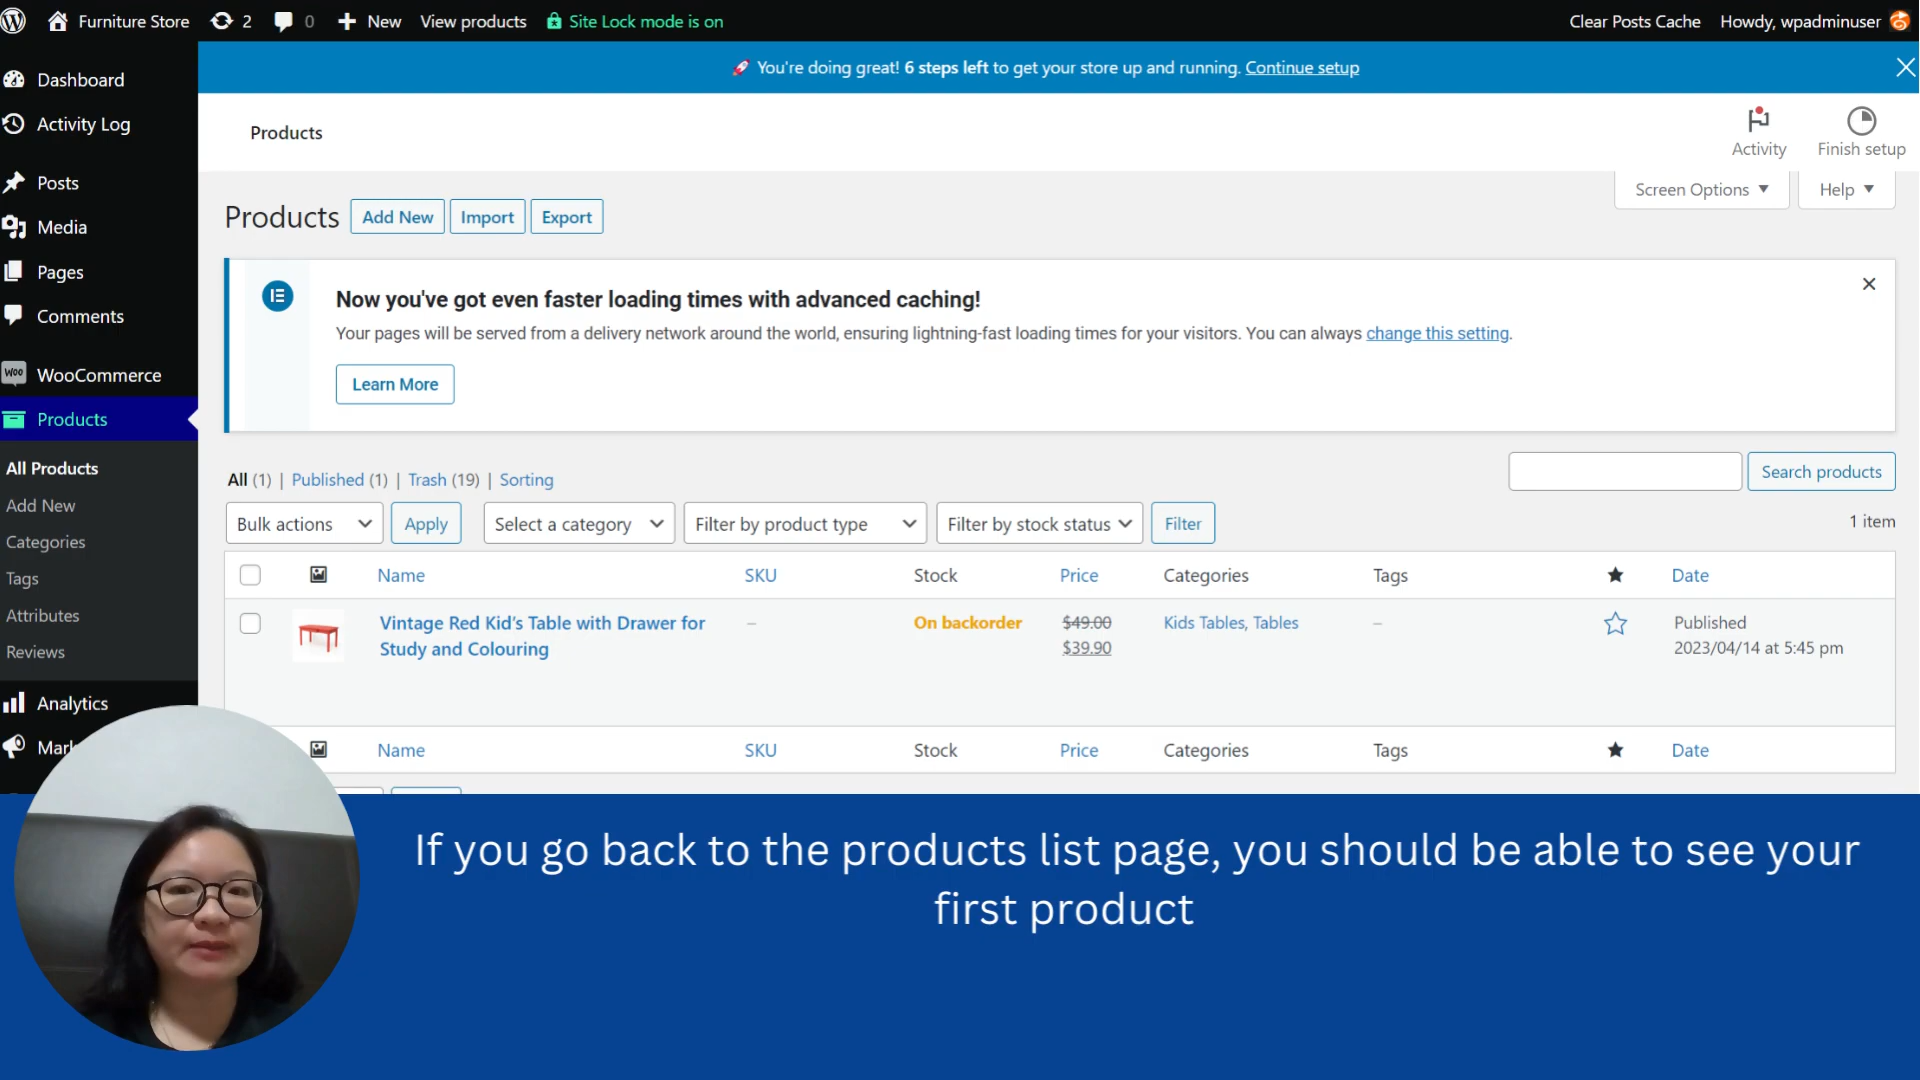 Furniture Store 2 0 New View products Site Lock mode is on Clear Posts Cache Howdy, wpadminuser
You're doing great! 6 steps left to get your store up and running. Continue setup
Dashboard
Activity Log
Posts
Media
Pages
Comments
Woo WooCommerce
Products
All Products
Add New
Categories
Tags
Attributes
Reviews
Analytics
Products
Activity
Finish setup
Screen Options
Help
Products Add New Import Export
Now you've got even faster loading times with advanced caching!
Your pages will be served from a delivery network around the world, ensuring lightning-fast loading times for your visitors. You can always change this setting.
Learn More
All (1) | Published (1) | Trash (19) | Sorting
Search products
Bulk actions Apply Select a category Filter by product type Filter by stock status Filter 1 item
Name SKU Stock Price Categories Tags Date
Vintage Red Kid's Table with Drawer for – On backorder $49.00 Kids Tables, Tables – Published
Study and Colouring $39.90 2023/04/14 at 5:45 pm
Name SKU Stock Price Categories Tags Date
If you go back to the products list page, you should be able to see your
first product